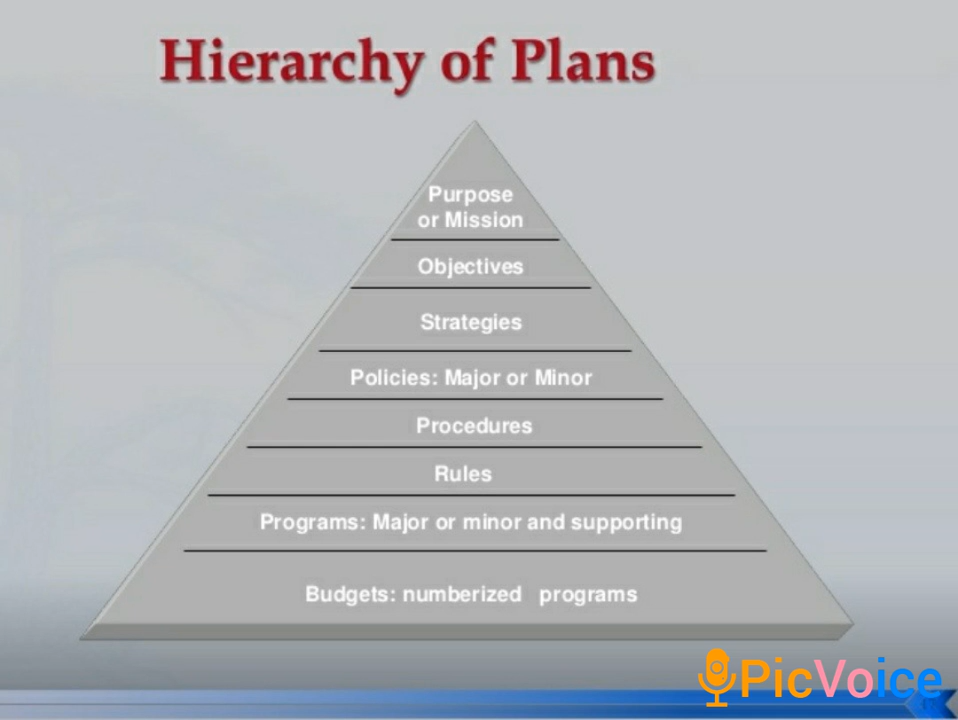 Hierarchy of Plans
Purpose
or Mission
Objectives
Strategies
Policies: Major or Minor
Procedures
Rules
Programs: Major or minor and supporting
Budgets: numberized programs
PicVoice